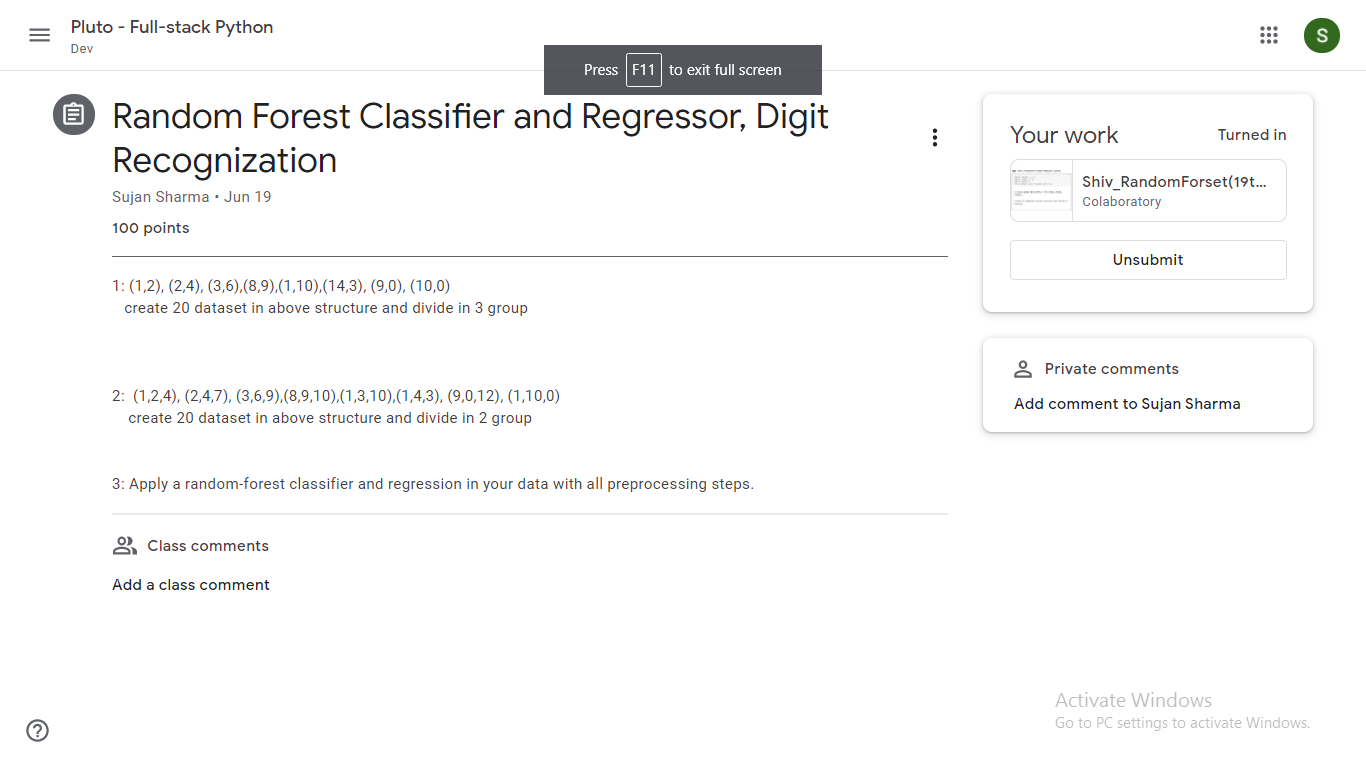 Pluto - Full-stack Python
Dev
S
Press F11 to exit full screen
Random Forest Classifier and Regressor, Digit
Recognization
Sujan Sharma • Jun 19
100 points
1: (1,2), (2,4), (3,6),(8,9),(1,10),(14,3), (9,0), (10,0)
create 20 dataset in above structure and divide in 3 group
2:  (1,2,4), (2,4,7), (3,6,9),(8,9,10),(1,3,10),(1,4,3), (9,0,12), (1,10,0)
create 20 dataset in above structure and divide in 2 group
3: Apply a random-forest classifier and regression in your data with all preprocessing steps.
Class comments
Add a class comment
Your work
Turned in
Shiv_RandomForset(19t...
Colaboratory
Unsubmit
Private comments
Add comment to Sujan Sharma
Activate Windows
Go to PC settings to activate Windows.